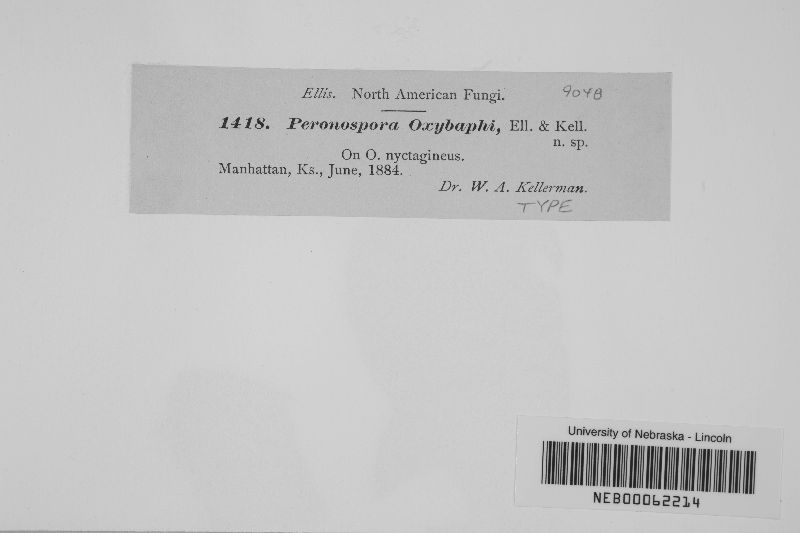 Ellis. North American Fungi. 9048
1418. Peronospora Oxybaphi, Ell. & Kell.
n. sp.
On O. nyctagineus.
Manhattan, Ks., June, 1884.
Dr. W. A. Kellerman.
TYPE
University of Nebraska - Lincoln
NEB00062214